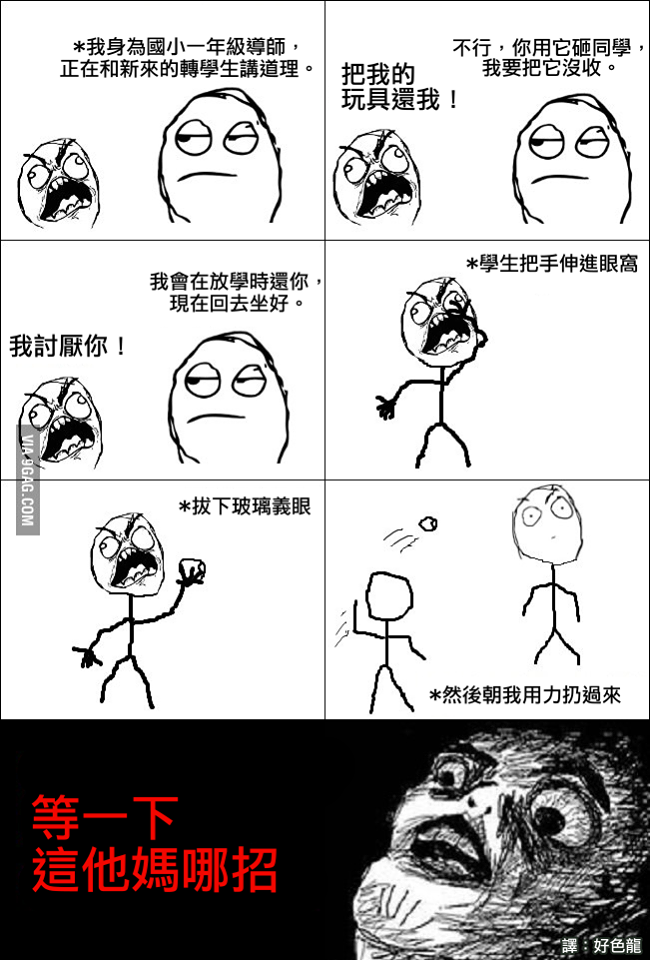 *我身為國小一年級導師，
正在和新來的轉學生講道理。
把我的
玩具還我！
不行，你用它砸同學，
我要把它沒收。
我會在放學時還你，
現在回去坐好。
我討厭你！
*學生把手伸進眼窩
*拔下玻璃義眼
*然後朝我用力扔過來
等一下
這他媽哪招
VIA 9GAG.COM
譯：好色龍